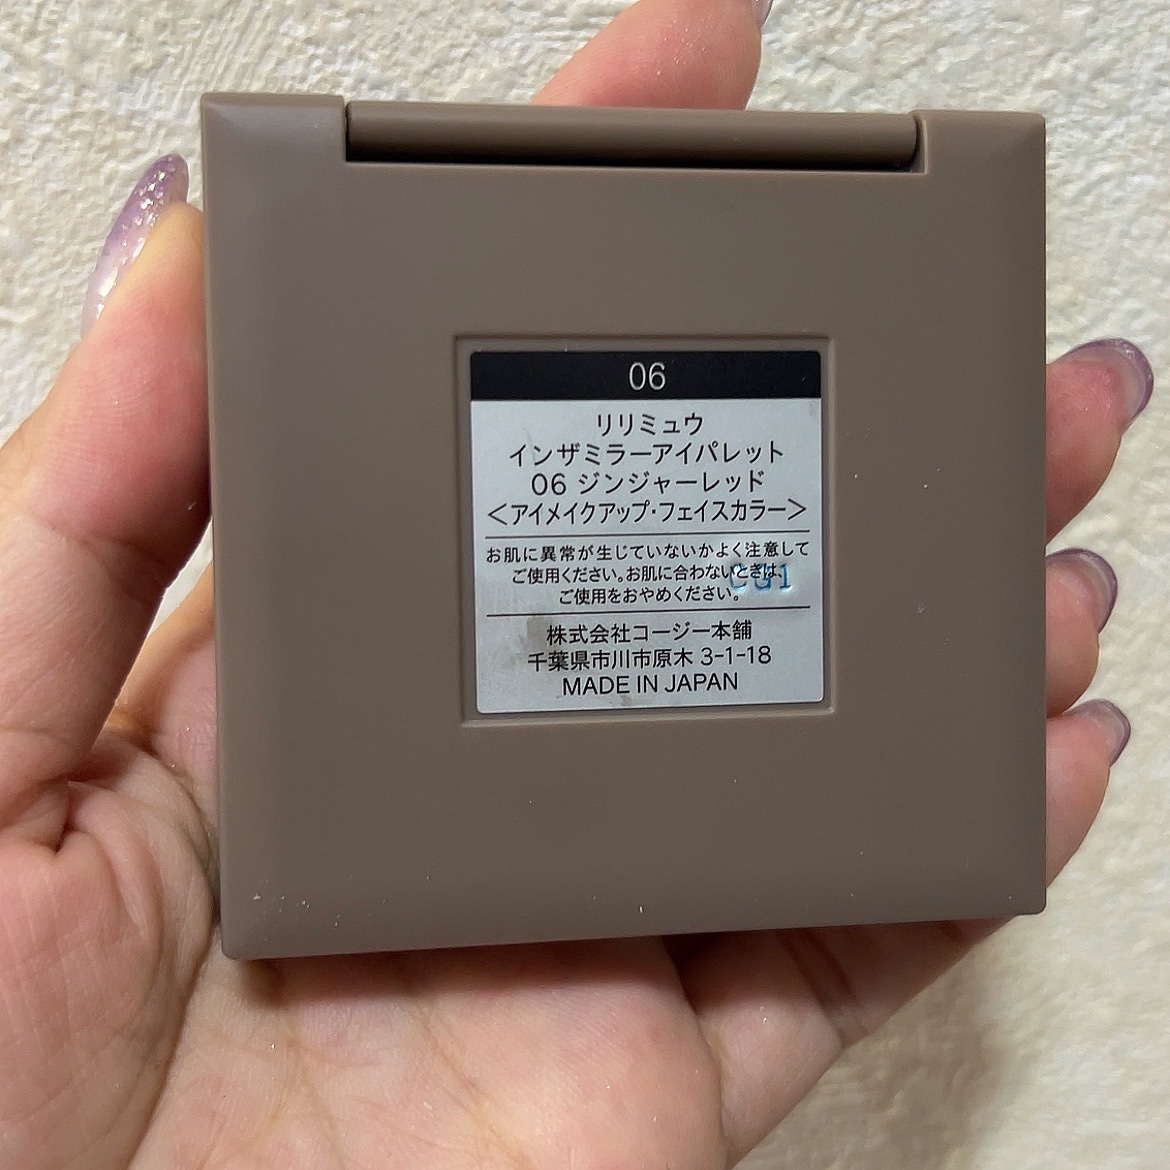 06
リリミュウ
インザミラーアイパレット
06 ジンジャーレッド
<アイメイクアップ・フェイスカラー>
お肌に異常が生じていないかよく注意して
ご使用ください。お肌に合わないときは、
ご使用をおやめください。
CG1
株式会社コージー本舗
千葉県市川市原木 3-1-18
MADE IN JAPAN